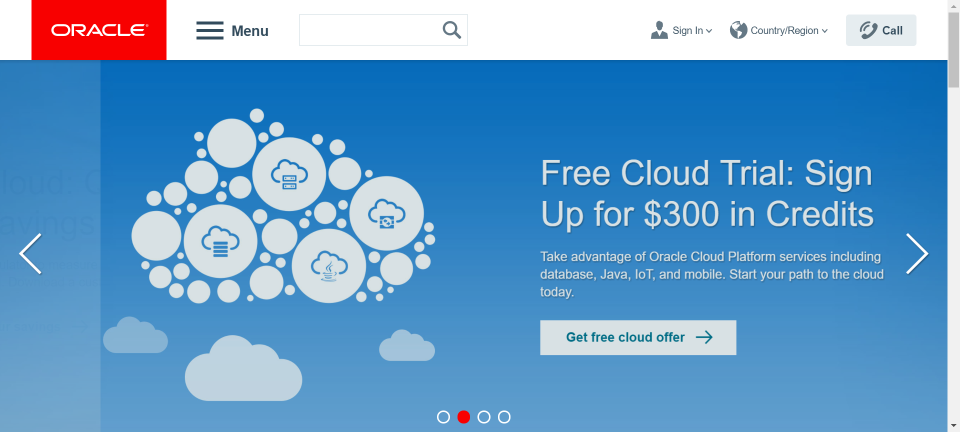 ORACLE
Menu
Sign In
Country/Region
Call
Free Cloud Trial: Sign
Up for $300 in Credits
Take advantage of Oracle Cloud Platform services including
database, Java, IoT, and mobile. Start your path to the cloud
today.
Get free cloud offer